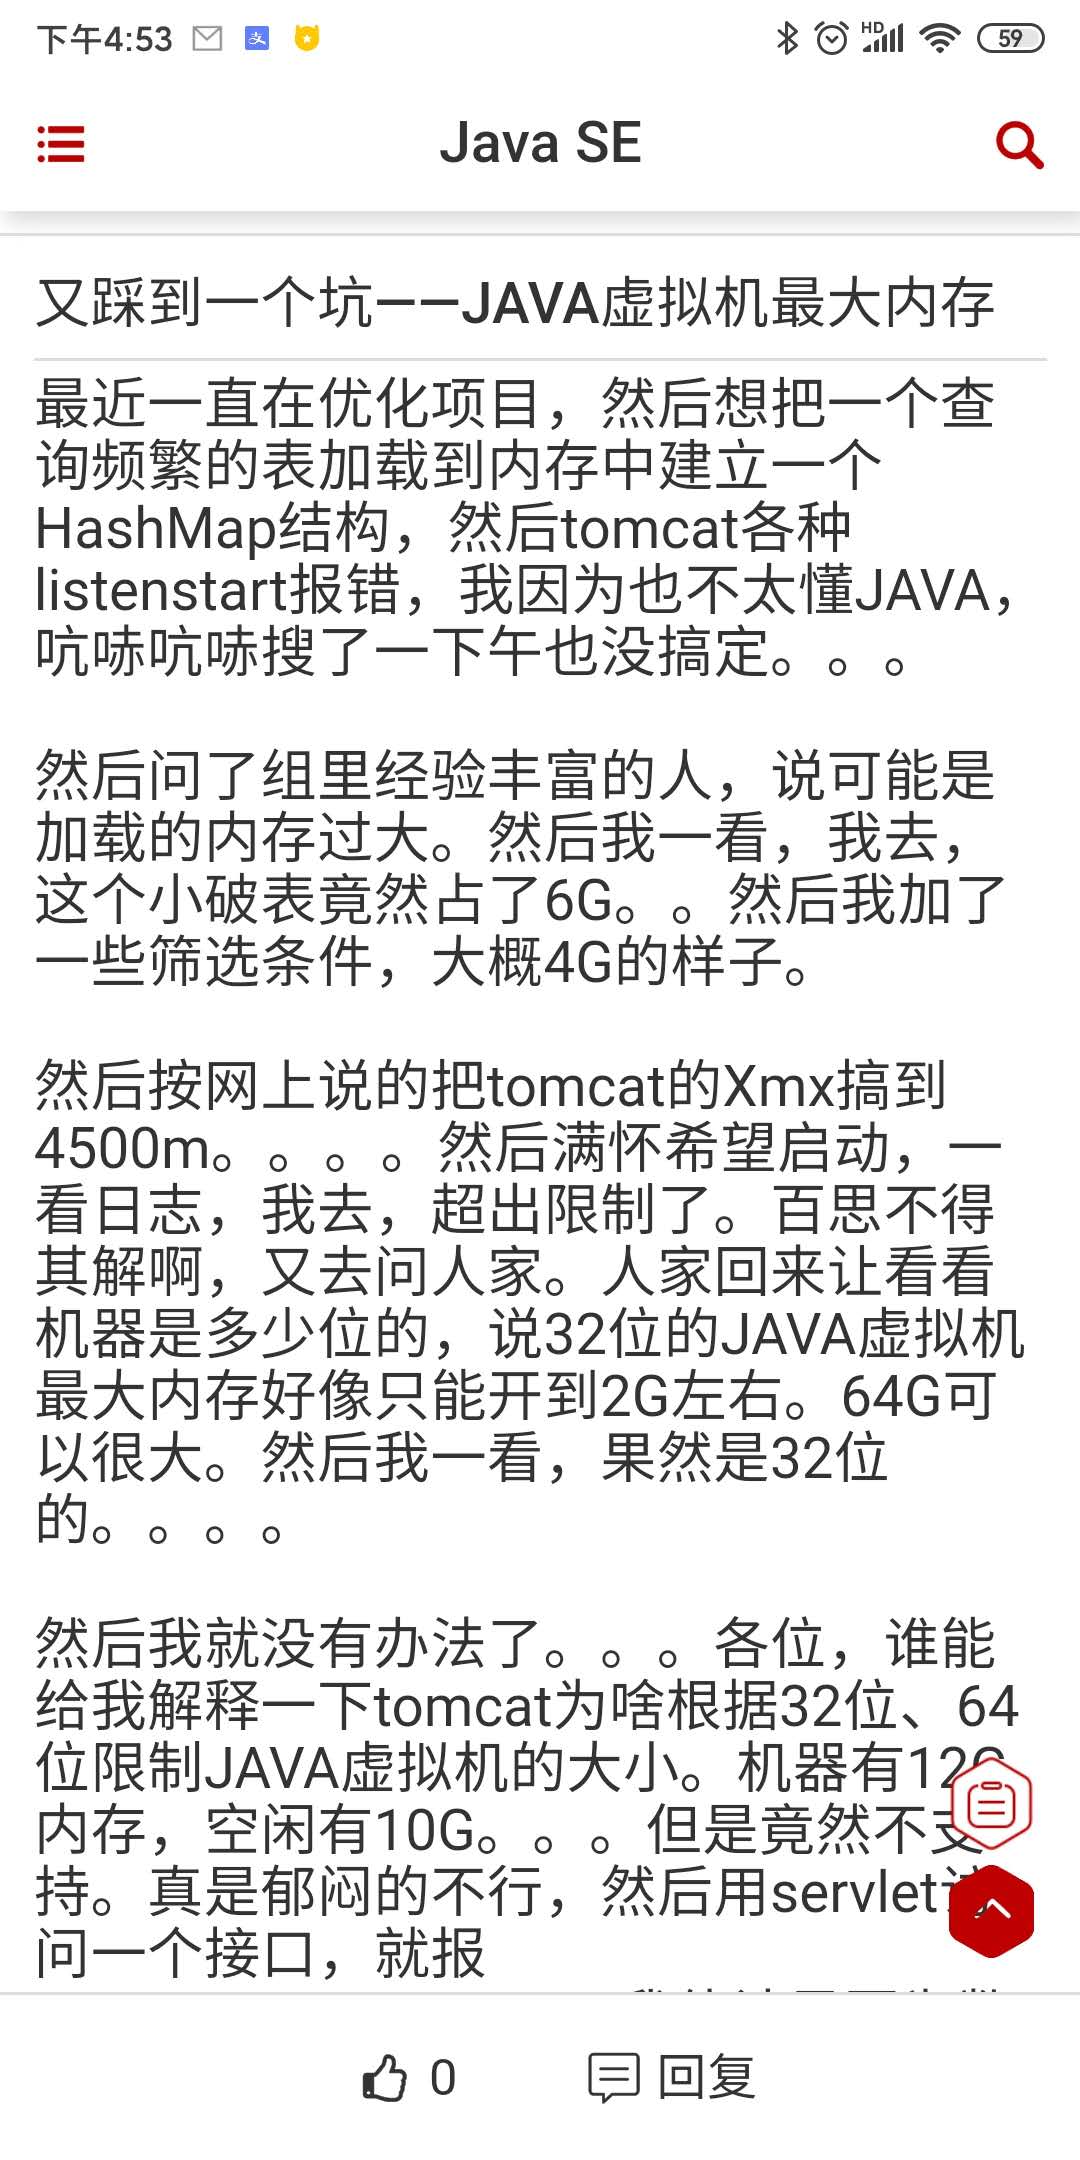 下午4:53
HD
59
Java SE
又踩到一个坑——JAVA虚拟机最大内存
最近一直在优化项目，然后想把一个查
询频繁的表加载到内存中建立一个
HashMap结构，然后tomcat各种
listenstart报错，我因为也不太懂JAVA，
吭哧吭哧搜了一下午也没搞定。。。
然后问了组里经验丰富的人，说可能是
加载的内存过大。然后我一看，我去，
这个小破表竟然占了6G。。然后我加了
一些筛选条件，大概4G的样子。
然后按网上说的把tomcat的Xmx搞到
4500m。。。。然后满怀希望启动，一
看日志，我去，超出限制了。百思不得
其解啊，又去问人家。人家回来让看看
机器是多少位的，说32位的JAVA虚拟机
最大内存好像只能开到2G左右。64G可
以很大。然后我一看，果然是32位
的。。。。
然后我就没有办法了。。。各位，谁能
给我解释一下tomcat为啥根据32位、64
位限制JAVA虚拟机的大小。机器有12G
内存，空闲有10G。。。但是竟然不支
持。真是郁闷的不行，然后用servlet
问一个接口，就报
0
回复